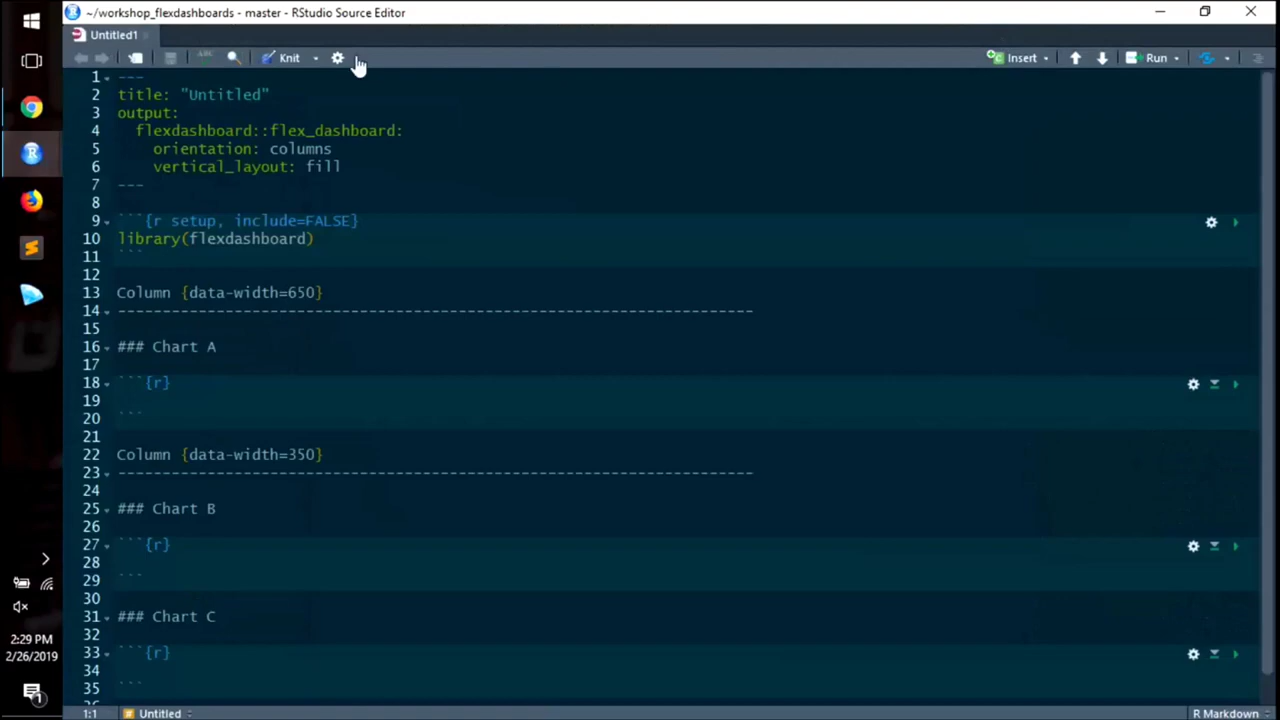 ~/workshop_flexdashboards - master - RStudio Source Editor
Untitled1
ABC Knit Insert Run
1 ---
2 title: "Untitled"
3 output:
4 flexdashboard::flex_dashboard:
5 orientation: columns
6 vertical_layout: fill
7 ---
8
9 ```{r setup, include=FALSE}
10 library(flexdashboard)
11 ```
12
13 Column {data-width=650}
14 -----------------------------------------------------------------------
15
16 ### Chart A
17
18 ```{r}
19
20 ```
21
22 Column {data-width=350}
23 -----------------------------------------------------------------------
24
25 ### Chart B
26
27 ```{r}
28
29 ```
30
31 ### Chart C
32
33 ```{r}
34
35 ```
36
2:29 PM
2/26/2019
1
1:1 Untitled R Markdown